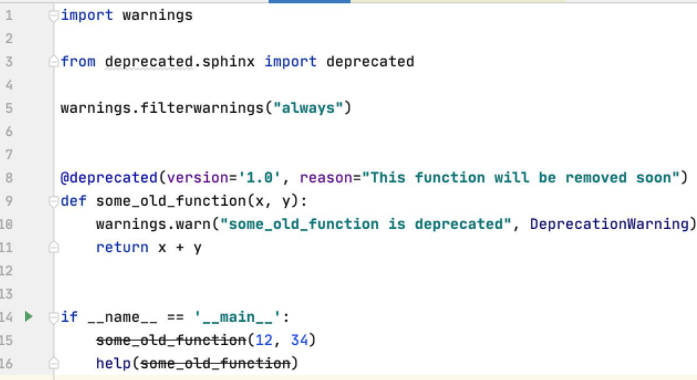 1 import warnings
2
3 from deprecated.sphinx import deprecated
4
5 warnings.filterwarnings("always")
6
7
8 @deprecated(version='1.0', reason="This function will be removed soon")
9 def some_old_function(x, y):
10     warnings.warn("some_old_function is deprecated", DeprecationWarning)
11     return x + y
12
13
14 if __name__ == '__main__':
15     some_old_function(12, 34)
16     help(some_old_function)